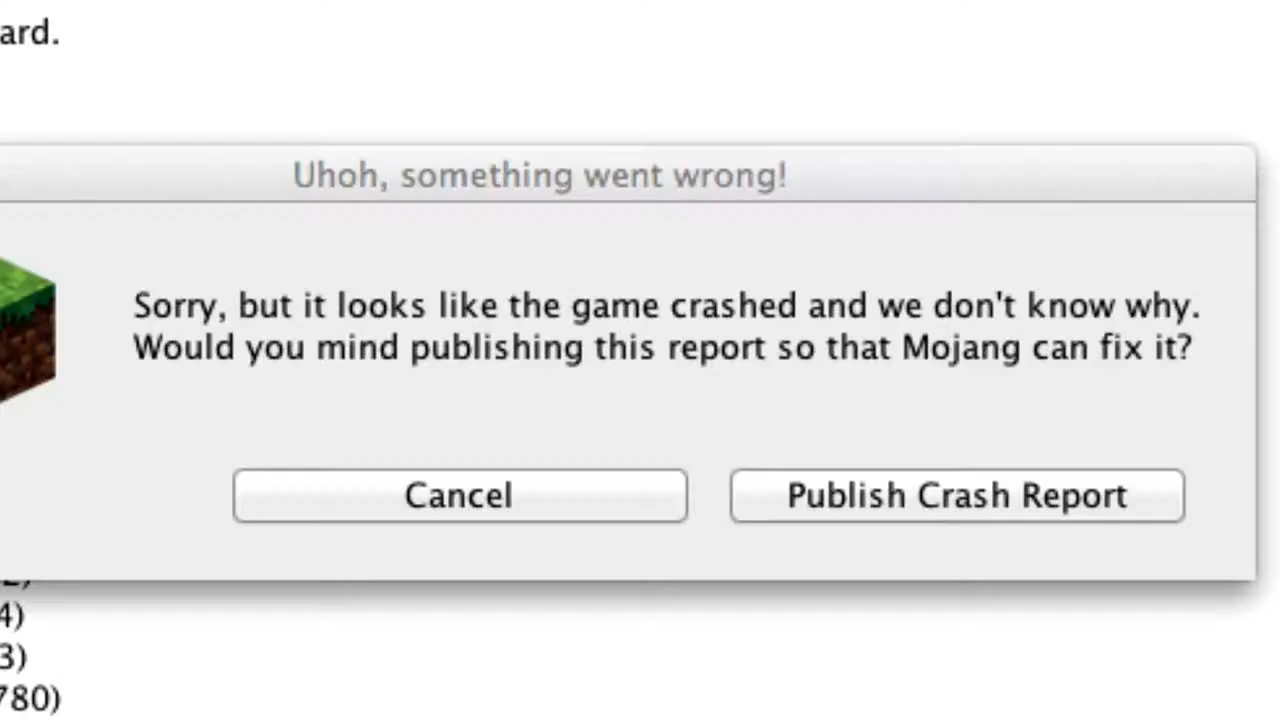 ard.
Uhoh, something went wrong!
Sorry, but it looks like the game crashed and we don't know why.
Would you mind publishing this report so that Mojang can fix it?
Cancel
Publish Crash Report
4)
3)
780)